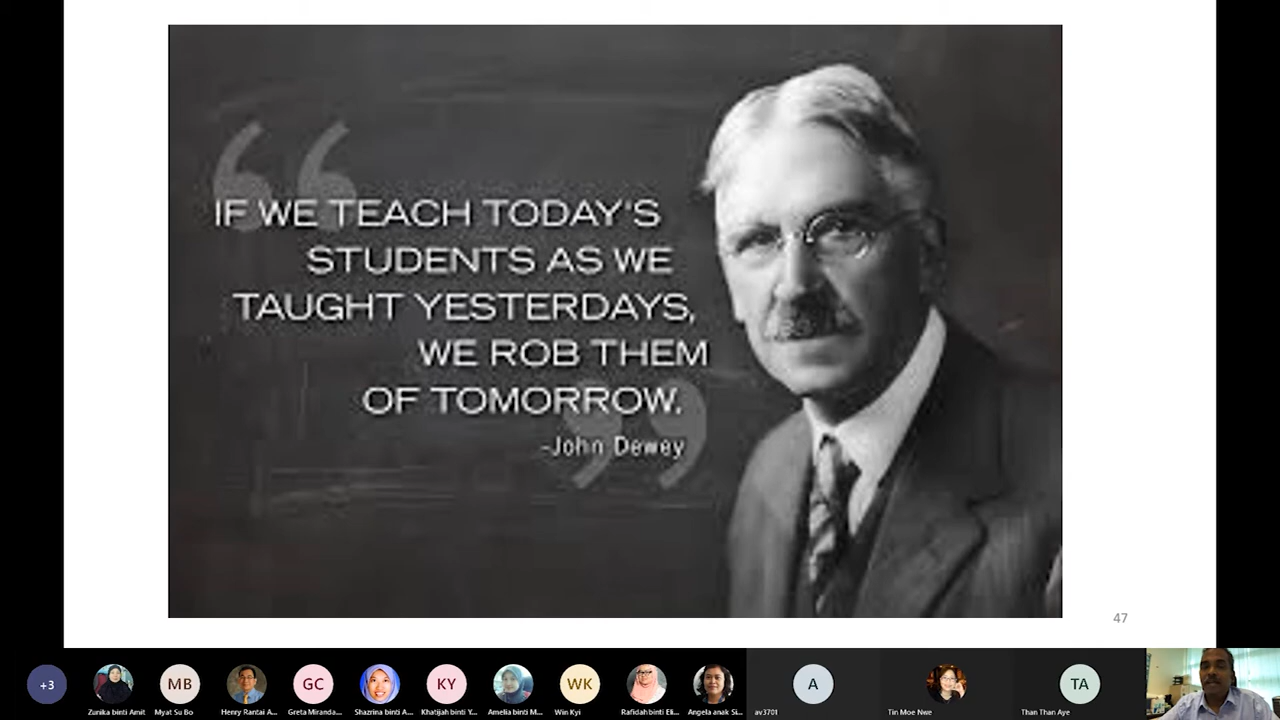 IF WE TEACH TODAY'S
STUDENTS AS WE
TAUGHT YESTERDAYS,
WE ROB THEM
OF TOMORROW.
-John Dewey
47
+3
MB
GC
KY
WK
A
TA
Zunika binti Amit
Myat Su Bo
Henry Rantai A...
Greta Miranda...
Shazrina binti A...
Khatijah binti Y...
Amelia binti M...
Win Kyi
Rafidah binti Eli...
Angela anak Si...
av3701
Tin Moe Nwe
Than Than Aye